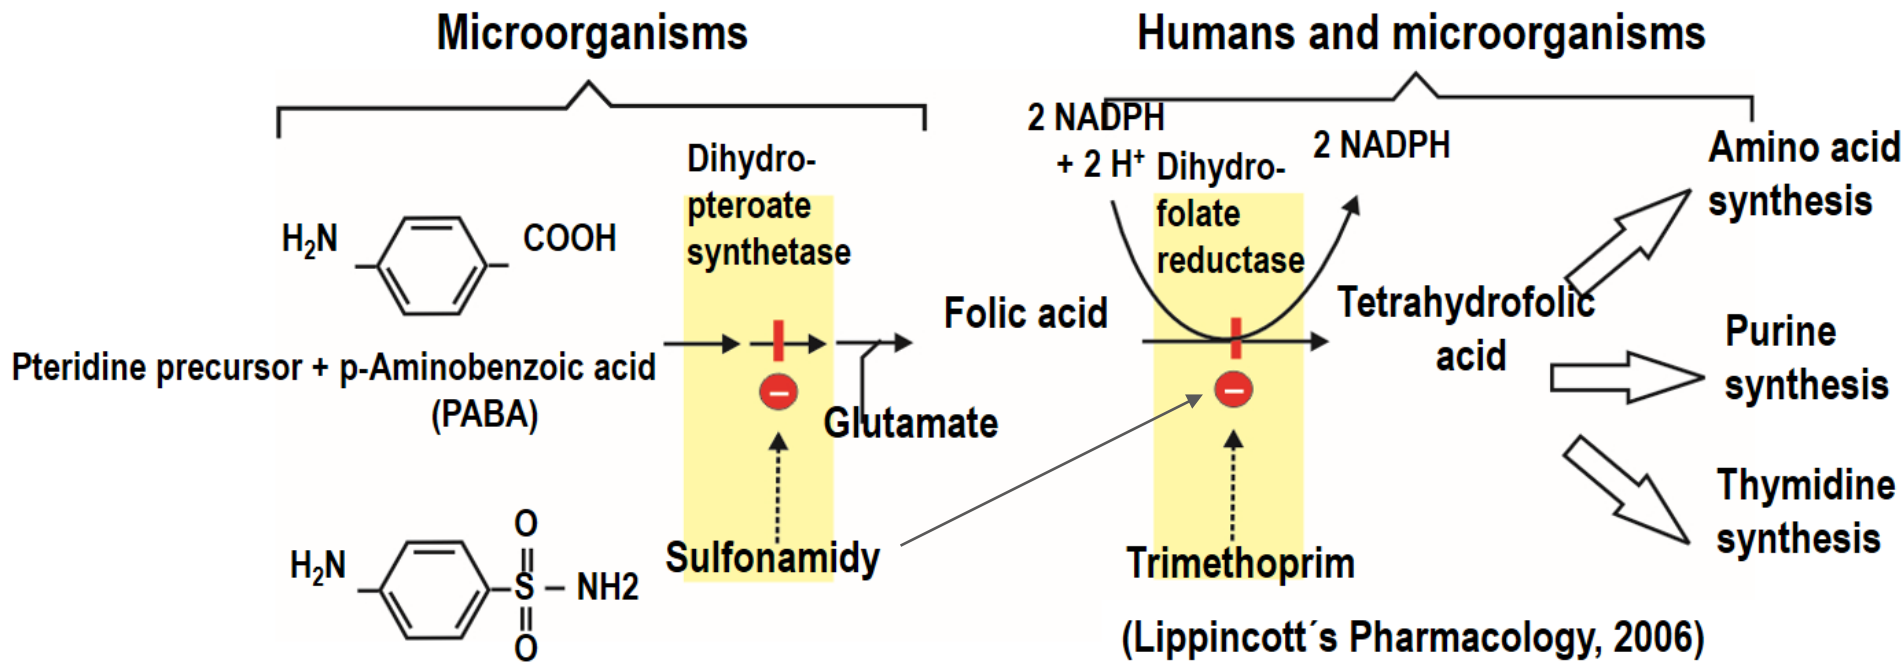 Microorganisms
Humans and microorganisms
2 NADPH
+ 2 H⁺
2 NADPH
Dihydro-
pteroate
synthetase
Dihydro-
folate
reductase
H₂N
COOH
Pteridine precursor + p-Aminobenzoic acid
(PABA)
Glutamate
Folic acid
Tetrahydrofolic
acid
Amino acid
synthesis
Purine
synthesis
Thymidine
synthesis
H₂N
O
S
NH2
O
Sulfonamidy
Trimethoprim
(Lippincott´s Pharmacology, 2006)